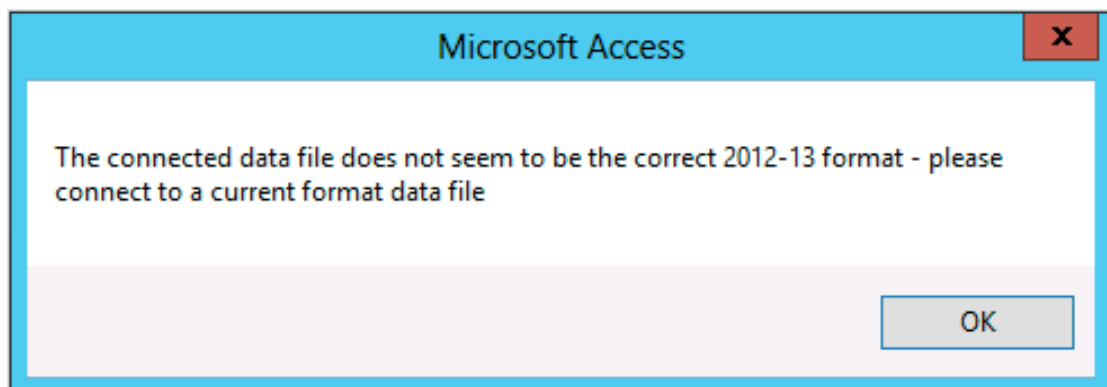 Microsoft Access
x
The connected data file does not seem to be the correct 2012-13 format - please
connect to a current format data file
OK